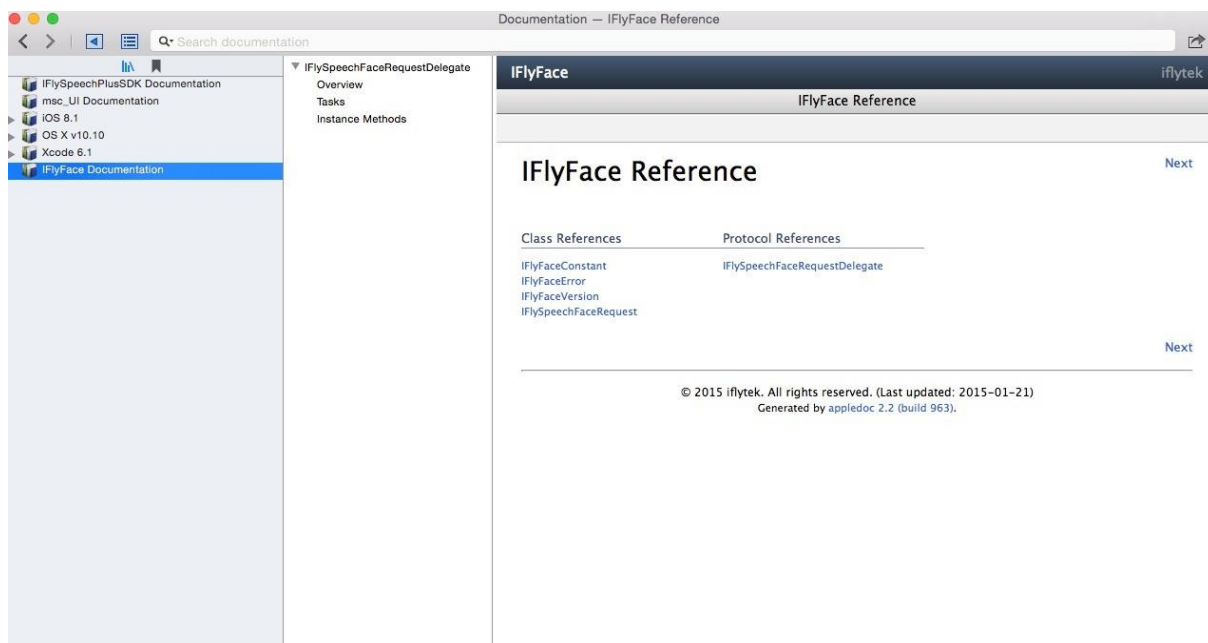 Documentation — IFlyFace Reference
Search documentation
IFlySpeechPlusSDK Documentation
msc_UI Documentation
iOS 8.1
OS X v10.10
Xcode 6.1
IFlyFace Documentation
IFlySpeechFaceRequestDelegate
Overview
Tasks
Instance Methods
IFlyFace
iflytek
IFlyFace Reference
IFlyFace Reference
Next
Class References
Protocol References
IFlyFaceConstant
IFlySpeechFaceRequestDelegate
IFlyFaceError
IFlyFaceVersion
IFlySpeechFaceRequest
Next
© 2015 iflytek. All rights reserved. (Last updated: 2015-01-21)
Generated by appledoc 2.2 (build 963).